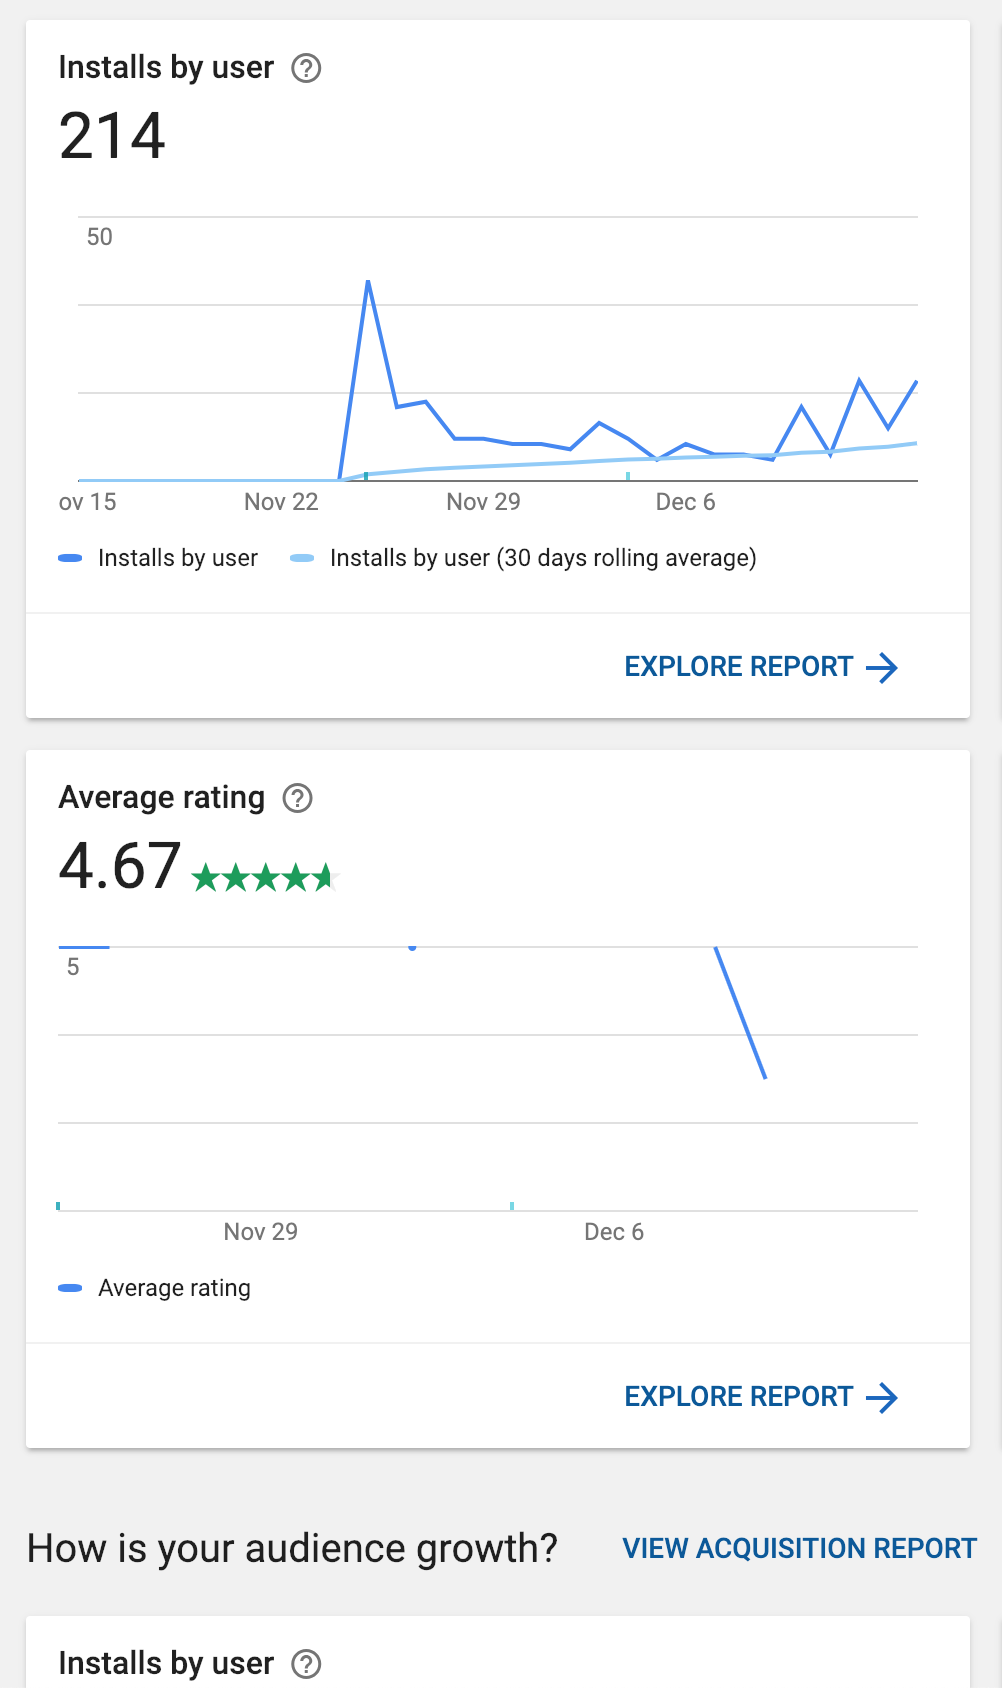 Installs by user ?
214
50
ov 15 Nov 22 Nov 29 Dec 6
Installs by user Installs by user (30 days rolling average)
EXPLORE REPORT
Average rating ?
4.67
5
Nov 29 Dec 6
Average rating
EXPLORE REPORT
How is your audience growth? VIEW ACQUISITION REPORT
Installs by user ?